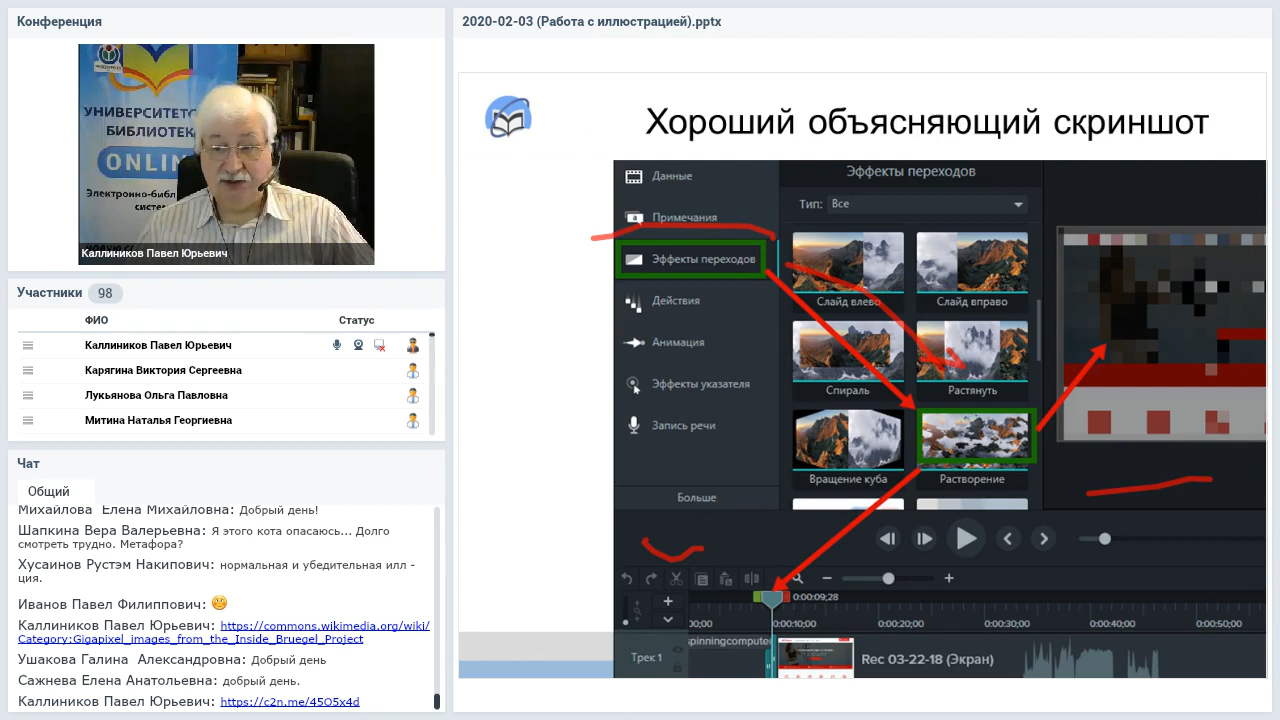 Конференция
УНИВЕРСИТЕТС
БИБЛИОТЕКА
ONLIN
Электронно-библ
систе
Каллиников Павел Юрьевич
Участники 98
ФИО Статус
Каллиников Павел Юрьевич
Карягина Виктория Сергеевна
Лукьянова Ольга Павловна
Митина Наталья Георгиевна
Чат
Общий
Михайлова Елена Михайловна: Добрый день!
Шапкина Вера Валерьевна: Я этого кота опасаюсь... Долго
смотреть трудно. Метафора?
Хусаинов Рустэм Накипович: нормальная и убедительная илл -
ция.
Иванов Павел Филиппович:
Каллиников Павел Юрьевич: https://commons.wikimedia.org/wiki/
Category:Gigapixel_images_from_the_Inside_Bruegel_Project
Ушакова Галина Александровна: Добрый день
Сажнева Елена Анатольевна: добрый день.
Каллиников Павел Юрьевич: https://c2n.me/45O5x4d
2020-02-03 (Работа с иллюстрацией).pptx
Хороший объясняющий скриншот
Данные
Примечания
Эффекты переходов
Действия
Анимация
Эффекты указателя
Запись речи
Больше
Эффекты переходов
Тип: Все
Слайд влево Слайд вправо
Спираль Растянуть
Вращение куба Растворение
0:00:09;28
00;00 0:00:10;00 0:00:20;00 0:00:30;00 0:00:40;00 0:00:50;00
Трек 1 spinningcompute Rec 03-22-18 (Экран)